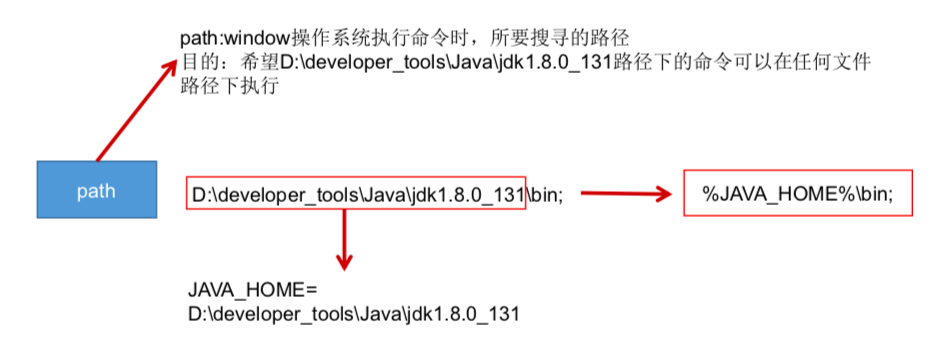 path:window操作系统执行命令时，所要搜寻的路径
目的：希望D:\developer_tools\Java\jdk1.8.0_131路径下的命令可以在任何文件
路径下执行
path
D:\developer_tools\Java\jdk1.8.0_131\bin;
%JAVA_HOME%\bin;
JAVA_HOME=
D:\developer_tools\Java\jdk1.8.0_131